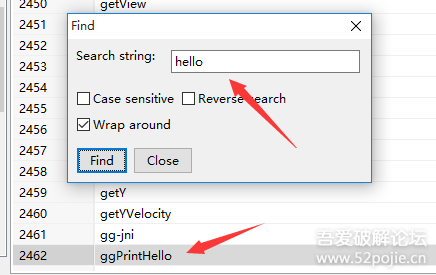 2450 getView
2451
Find
2452
Search string: hello
2453
2454
Case sensitive Reverse search
2455
Wrap around
2456
2457
Find Close
2458
2459 getY
2460 getYVelocity
2461 gg-jni
2462 ggPrintHello
吾爱破解论坛
www.52pojie.cn